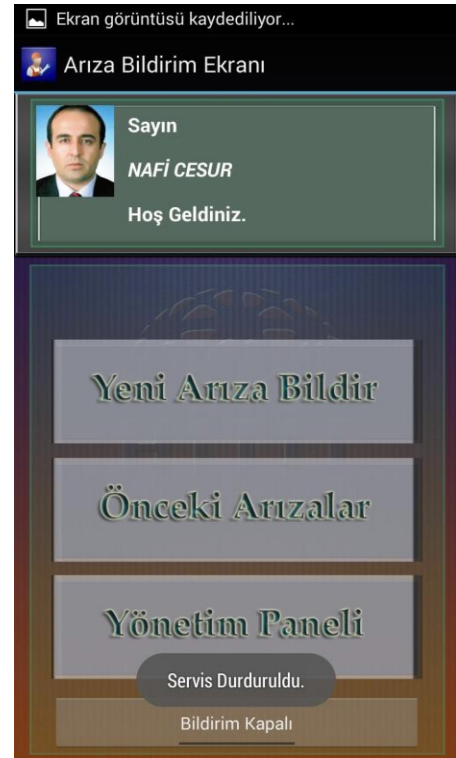 Ekran görüntüsü kaydediliyor...
Arıza Bildirim Ekranı
Sayın
NAFİ CESUR
Hoş Geldiniz.
Yeni Arıza Bildir
Önceki Arızalar
Yönetim Paneli
Servis Durduruldu.
Bildirim Kapalı